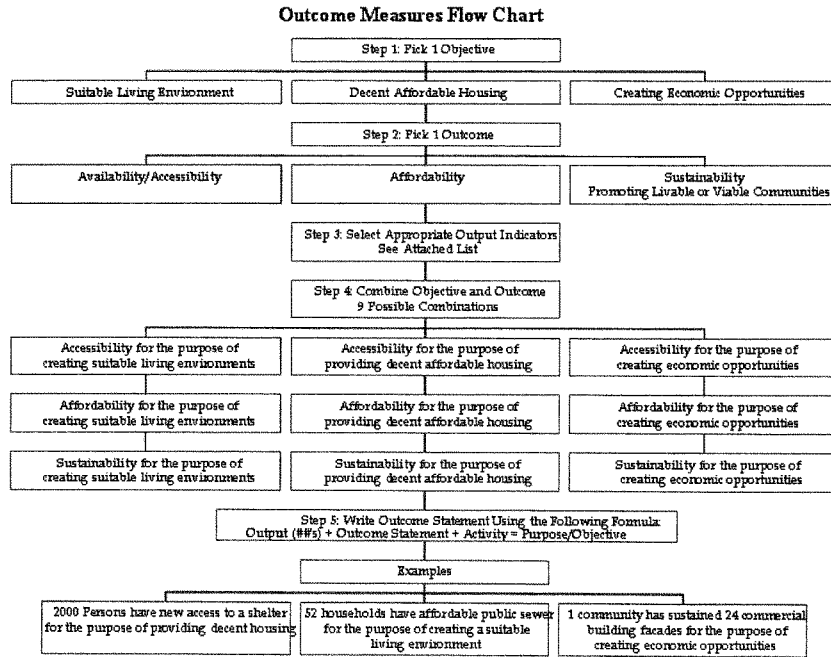 Outcome Measures Flow Chart
Step 1: Pick 1 Objective
Suitable Living Environment
Decent Affordable Housing
Creating Economic Opportunities
Step 2: Pick 1 Outcome
Availability/Accessibility
Affordability
Sustainability
Promoting Livable or Viable Communities
Step 3: Select Appropriate Output Indicators
See Attached List
Step 4: Combine Objective and Outcome
9 Possible Combinations
Accessibility for the purpose of
creating suitable living environments
Accessibility for the purpose of
providing decent affordable housing
Accessibility for the purpose of
creating economic opportunities
Affordability for the purpose of
creating suitable living environments
Affordability for the purpose of
providing decent affordable housing
Affordability for the purpose of
creating economic opportunities
Sustainability for the purpose of
creating suitable living environments
Sustainability for the purpose of
providing decent affordable housing
Sustainability for the purpose of
creating economic opportunities
Step 5: Write Outcome Statement Using the Following Formula:
Output (##s) + Outcome Statement + Activity = Purpose/Objective
Examples
2000 Persons have new access to a shelter
for the purpose of providing decent housing
52 households have affordable public sewer
for the purpose of creating a suitable
living environment
1 community has sustained 24 commercial
building facades for the purpose of
creating economic opportunities